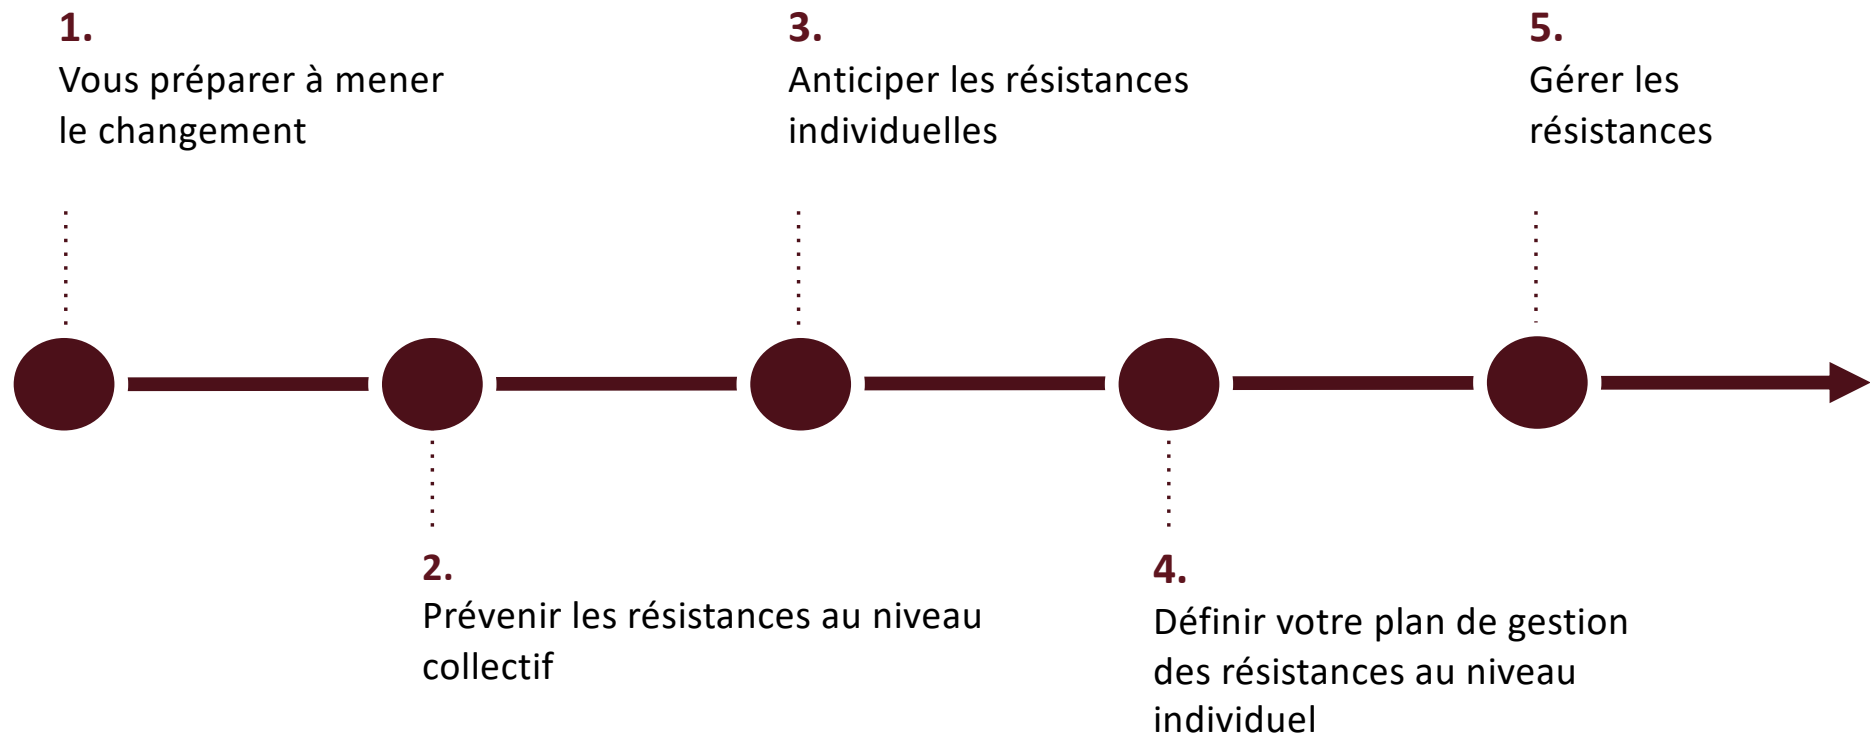 1.
Vous préparer à mener
le changement
2.
Prévenir les résistances au niveau
collectif
3.
Anticiper les résistances
individuelles
4.
Définir votre plan de gestion
des résistances au niveau
individuel
5.
Gérer les
résistances